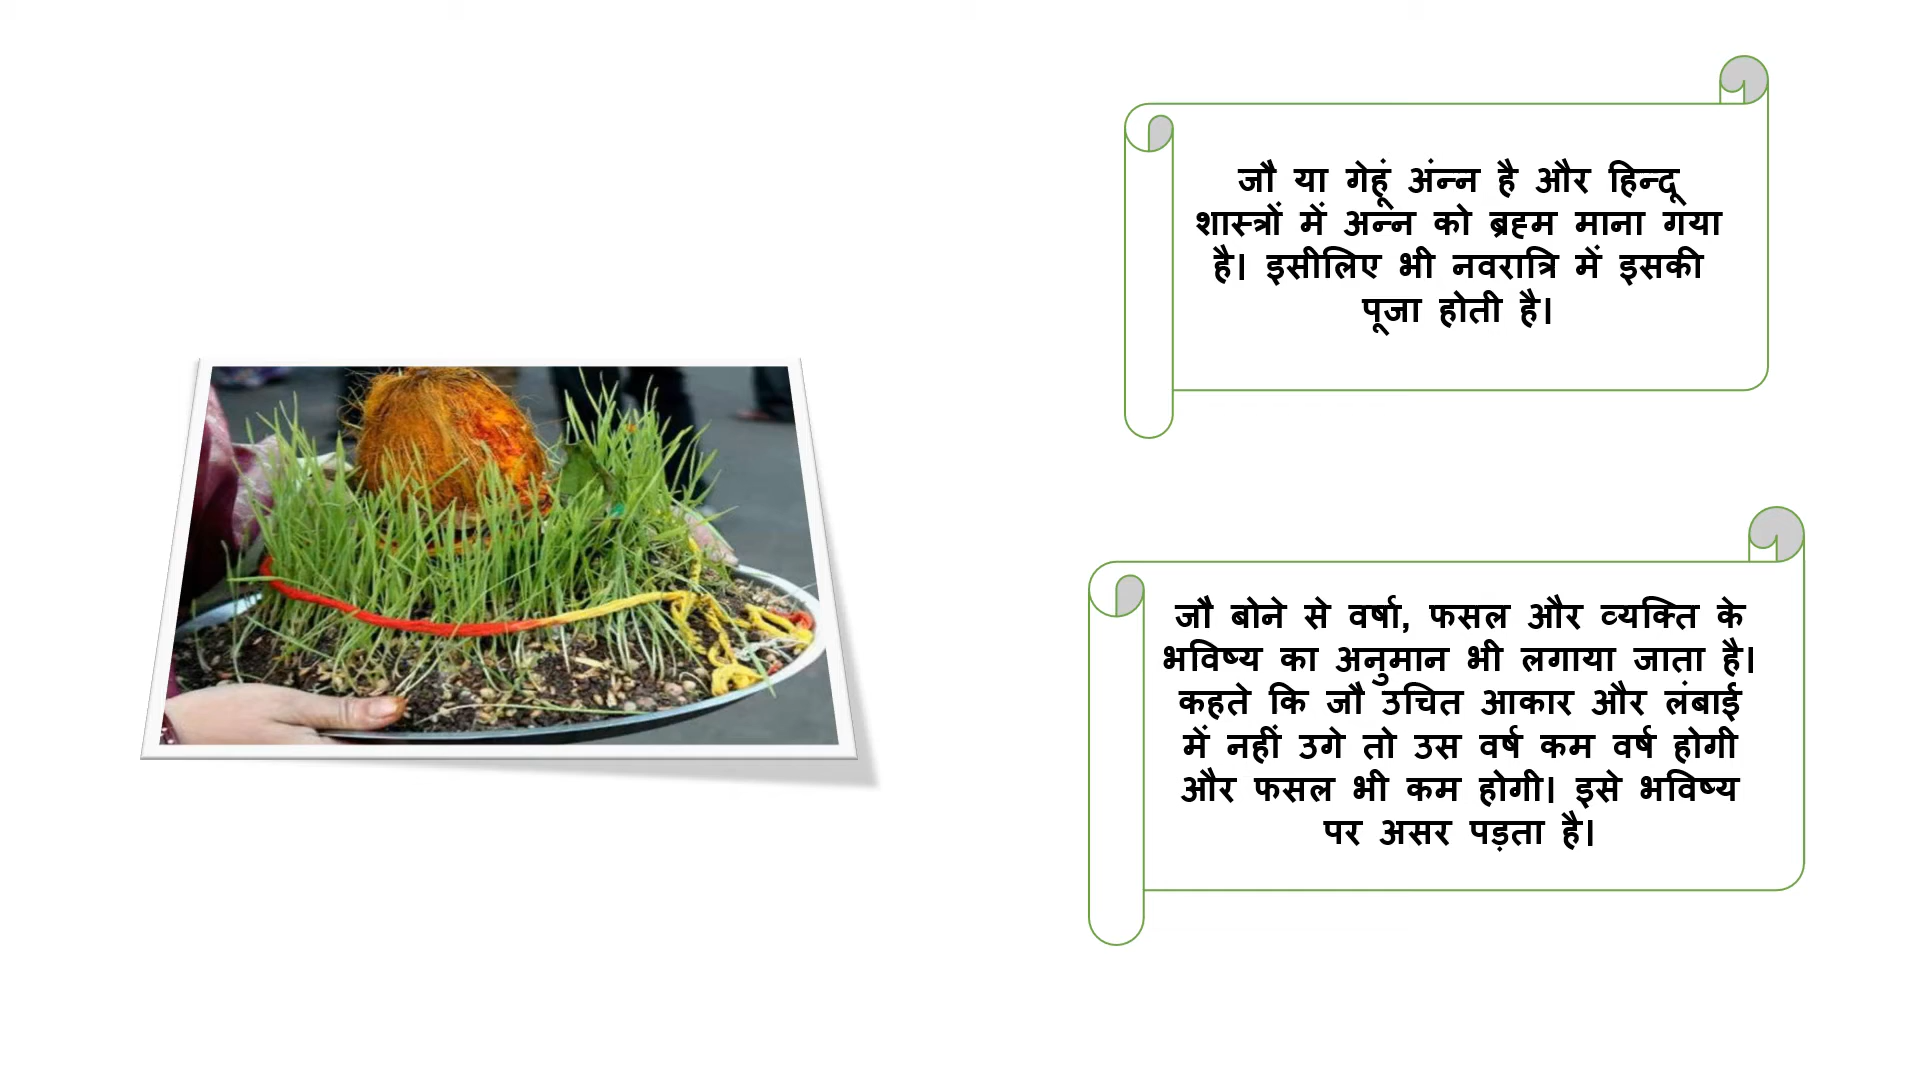 जौ या गेहूं अंन्न है और हिन्दू
शास्त्रों में अन्न को ब्रह्म माना गया
है। इसीलिए भी नवरात्रि में इसकी
पूजा होती है।
जौ बोने से वर्षा, फसल और व्यक्ति के
भविष्य का अनुमान भी लगाया जाता है।
कहते कि जौ उचित आकार और लंबाई
में नहीं उगे तो उस वर्ष कम वर्ष होगी
और फसल भी कम होगी। इसे भविष्य
पर असर पड़ता है।